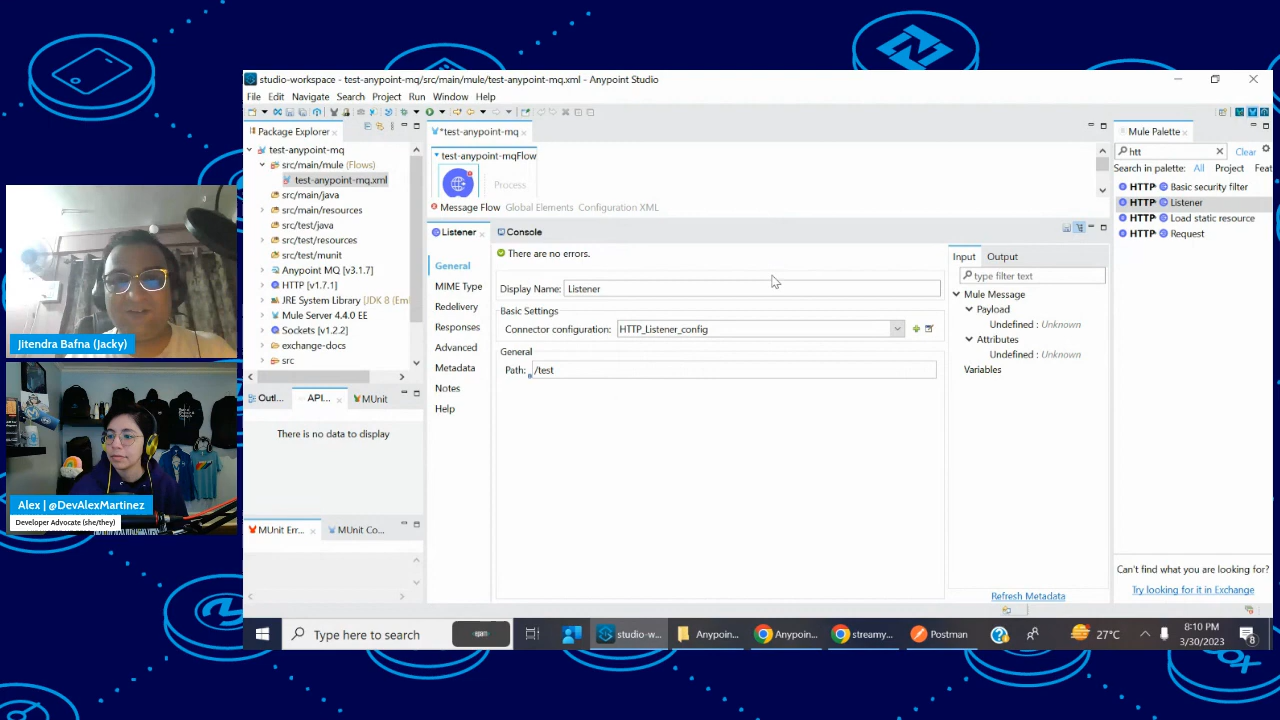 studio-workspace - test-anypoint-mq/src/main/mule/test-anypoint-mq.xml - Anypoint Studio
File Edit Navigate Search Project Run Window Help
Package Explorer
test-anypoint-mq
src/main/mule (Flows)
test-anypoint-mq.xml
src/main/java
src/main/resources
src/test/java
src/test/resources
src/test/munit
Anypoint MQ [v3.1.7]
HTTP [v1.7.1]
JRE System Library [JDK 8 (Em
Mule Server 4.4.0 EE
Sockets [v1.2.2]
exchange-docs
src
Outl...
API...
MUnit
There is no data to display
MUnit Err...
MUnit Co...
*test-anypoint-mq
test-anypoint-mqFlow
Process
Message Flow Global Elements Configuration XML
Listener
Console
General
MIME Type
Redelivery
Responses
Advanced
Metadata
Notes
Help
There are no errors.
Display Name: Listener
Basic Settings
Connector configuration: HTTP_Listener_config
General
Path: /test
Input Output
type filter text
Mule Message
Payload
Undefined : Unknown
Attributes
Undefined : Unknown
Variables
Refresh Metadata
Mule Palette
htt
Clear
Search in palette: All Project Feat
HTTP Basic security filter
HTTP Listener
HTTP Load static resource
HTTP Request
Can't find what you are looking for?
Try looking for it in Exchange
Type here to search
studio-w...
Anypoin...
Anypoin...
streamy...
Postman
27°C
8:10 PM
3/30/2023
8
Jitendra Bafna (Jacky)
Alex | @DevAlexMartinez
Developer Advocate (she/they)